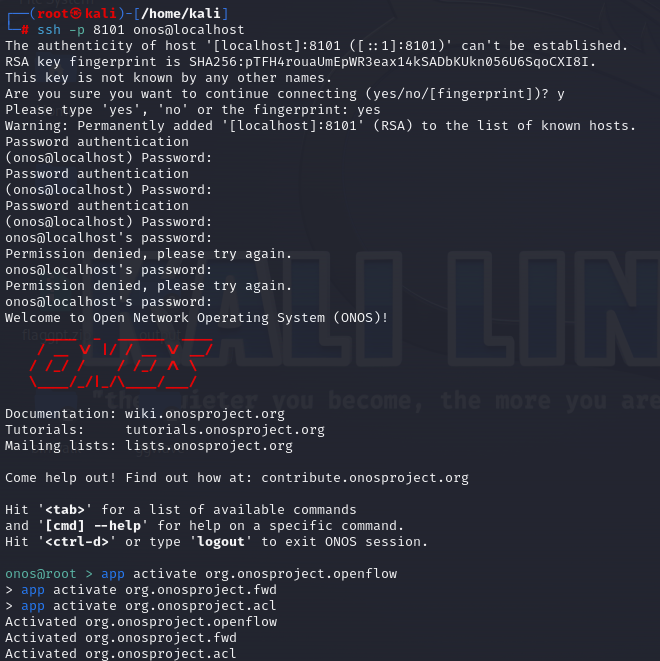 ┌──(root㉿kali)-[/home/kali]
└─# ssh -p 8101 onos@localhost
The authenticity of host '[localhost]:8101 ([::1]:8101)' can't be established.
RSA key fingerprint is SHA256:pTFH4rouaUmEpWR3eax14kSADbKUkn056U6SqoCXI8I.
This key is not known by any other names.
Are you sure you want to continue connecting (yes/no/[fingerprint])? y
Please type 'yes', 'no' or the fingerprint: yes
Warning: Permanently added '[localhost]:8101' (RSA) to the list of known hosts.
Password authentication
(onos@localhost) Password:
Password authentication
(onos@localhost) Password:
Password authentication
(onos@localhost) Password:
onos@localhost's password:
Permission denied, please try again.
onos@localhost's password:
Permission denied, please try again.
onos@localhost's password:
Welcome to Open Network Operating System (ONOS)!
KALI LIN
"the quieter you become, the more you are
Documentation: wiki.onosproject.org
Tutorials: tutorials.onosproject.org
Mailing lists: lists.onosproject.org
Come help out! Find out how at: contribute.onosproject.org
Hit '<tab>' for a list of available commands
and '[cmd] --help' for help on a specific command.
Hit '<ctrl-d>' or type 'logout' to exit ONOS session.
onos@root > app activate org.onosproject.openflow
> app activate org.onosproject.fwd
> app activate org.onosproject.acl
Activated org.onosproject.openflow
Activated org.onosproject.fwd
Activated org.onosproject.acl